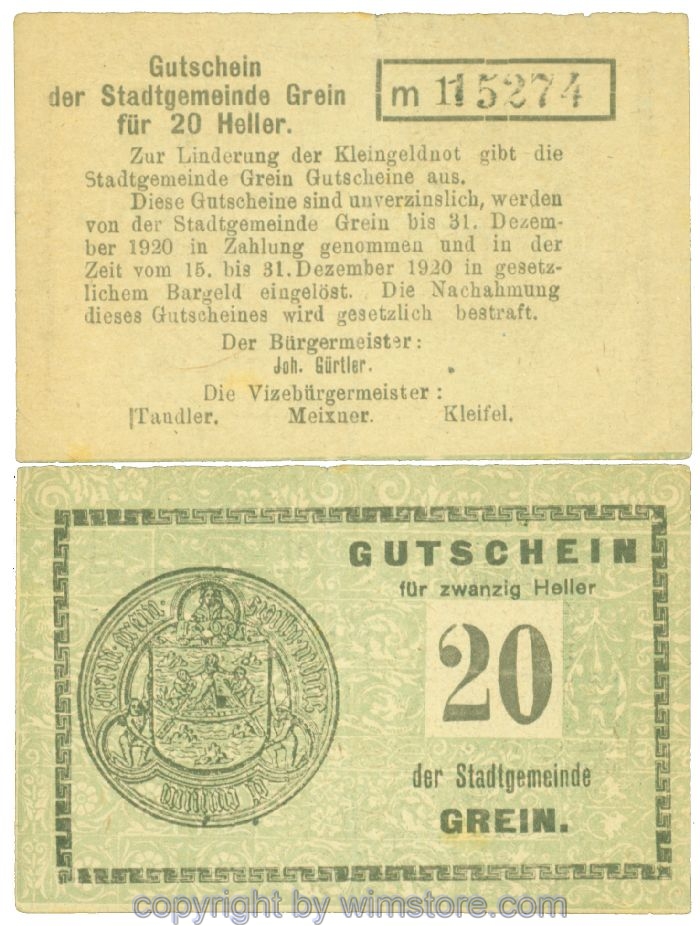 Gutschein
der Stadtgemeinde Grein
für 20 Heller.
m 115274
Zur Linderung der Kleingeldnot gibt die
Stadtgemeinde Grein Gutscheine aus.
Diese Gutscheine sind unverzinslich, werden
von der Stadtgemeinde Grein bis 31. Dezem-
ber 1920 in Zahlung genommen und in der
Zeit vom 15. bis 31. Dezember 1920 in gesetz-
lichem Bargeld eingelöst. Die Nachahmung
dieses Gutscheines wird gesetzlich bestraft.
Der Bürgermeister:
Joh. Gürtler.
Die Vizebürgermeister:
Tandler. Meixner. Kleifel.
GUTSCHEIN
für zwanzig Heller
20
der Stadtgemeinde
GREIN.
copyright by wimstore.com